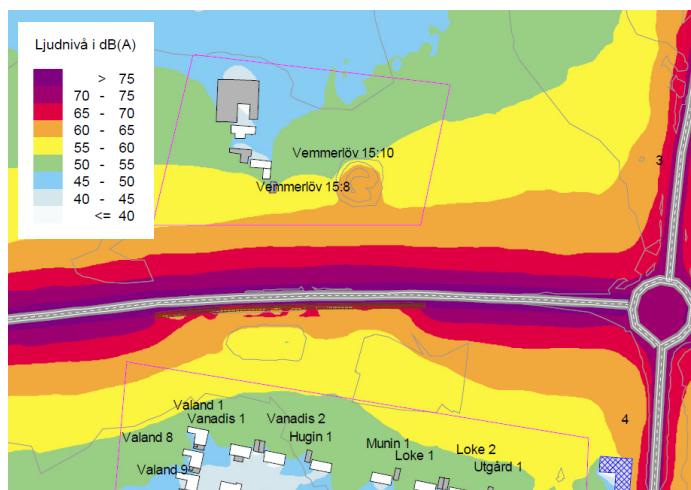 Ljudnivå i dB(A)
> 75
70 - 75
65 - 70
60 - 65
55 - 60
50 - 55
45 - 50
40 - 45
<= 40
Vemmerlöv 15:10
3
Vemmerlöv 15:8
Valand 1
Vanadis 1
Vanadis 2
4
Valand 8
Hugin 1
Munin 1
Loke 1
Loke 2
Valand 9
Utgård 1